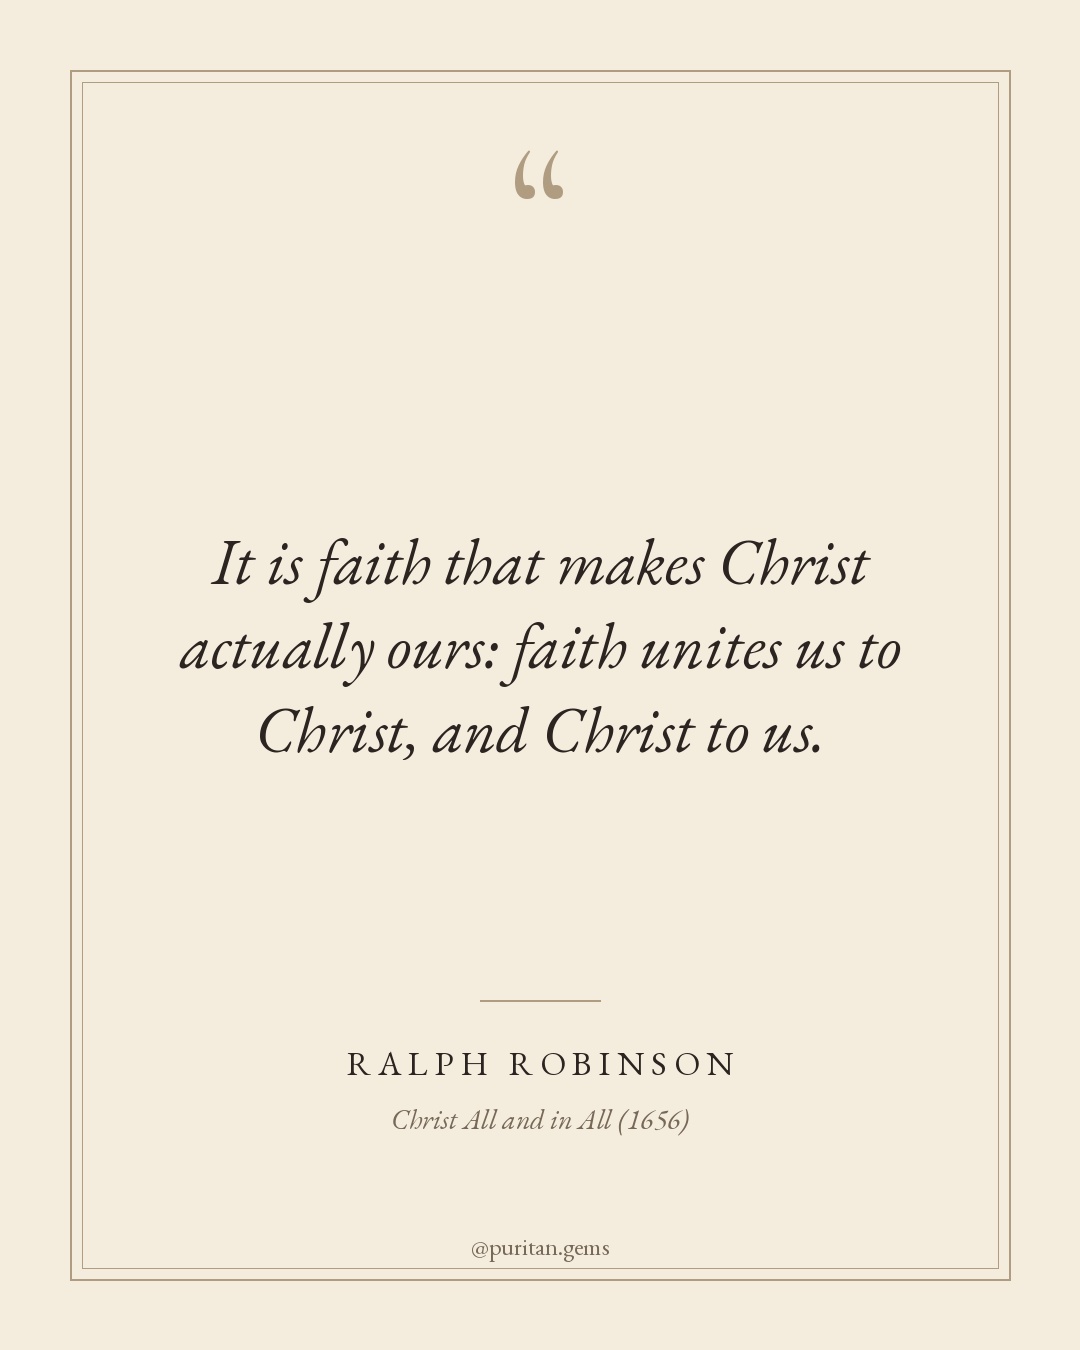 “
It is faith that makes Christ
actually ours: faith unites us to
Christ, and Christ to us.
RALPH ROBINSON
Christ All and in All (1656)
@puritan.gems